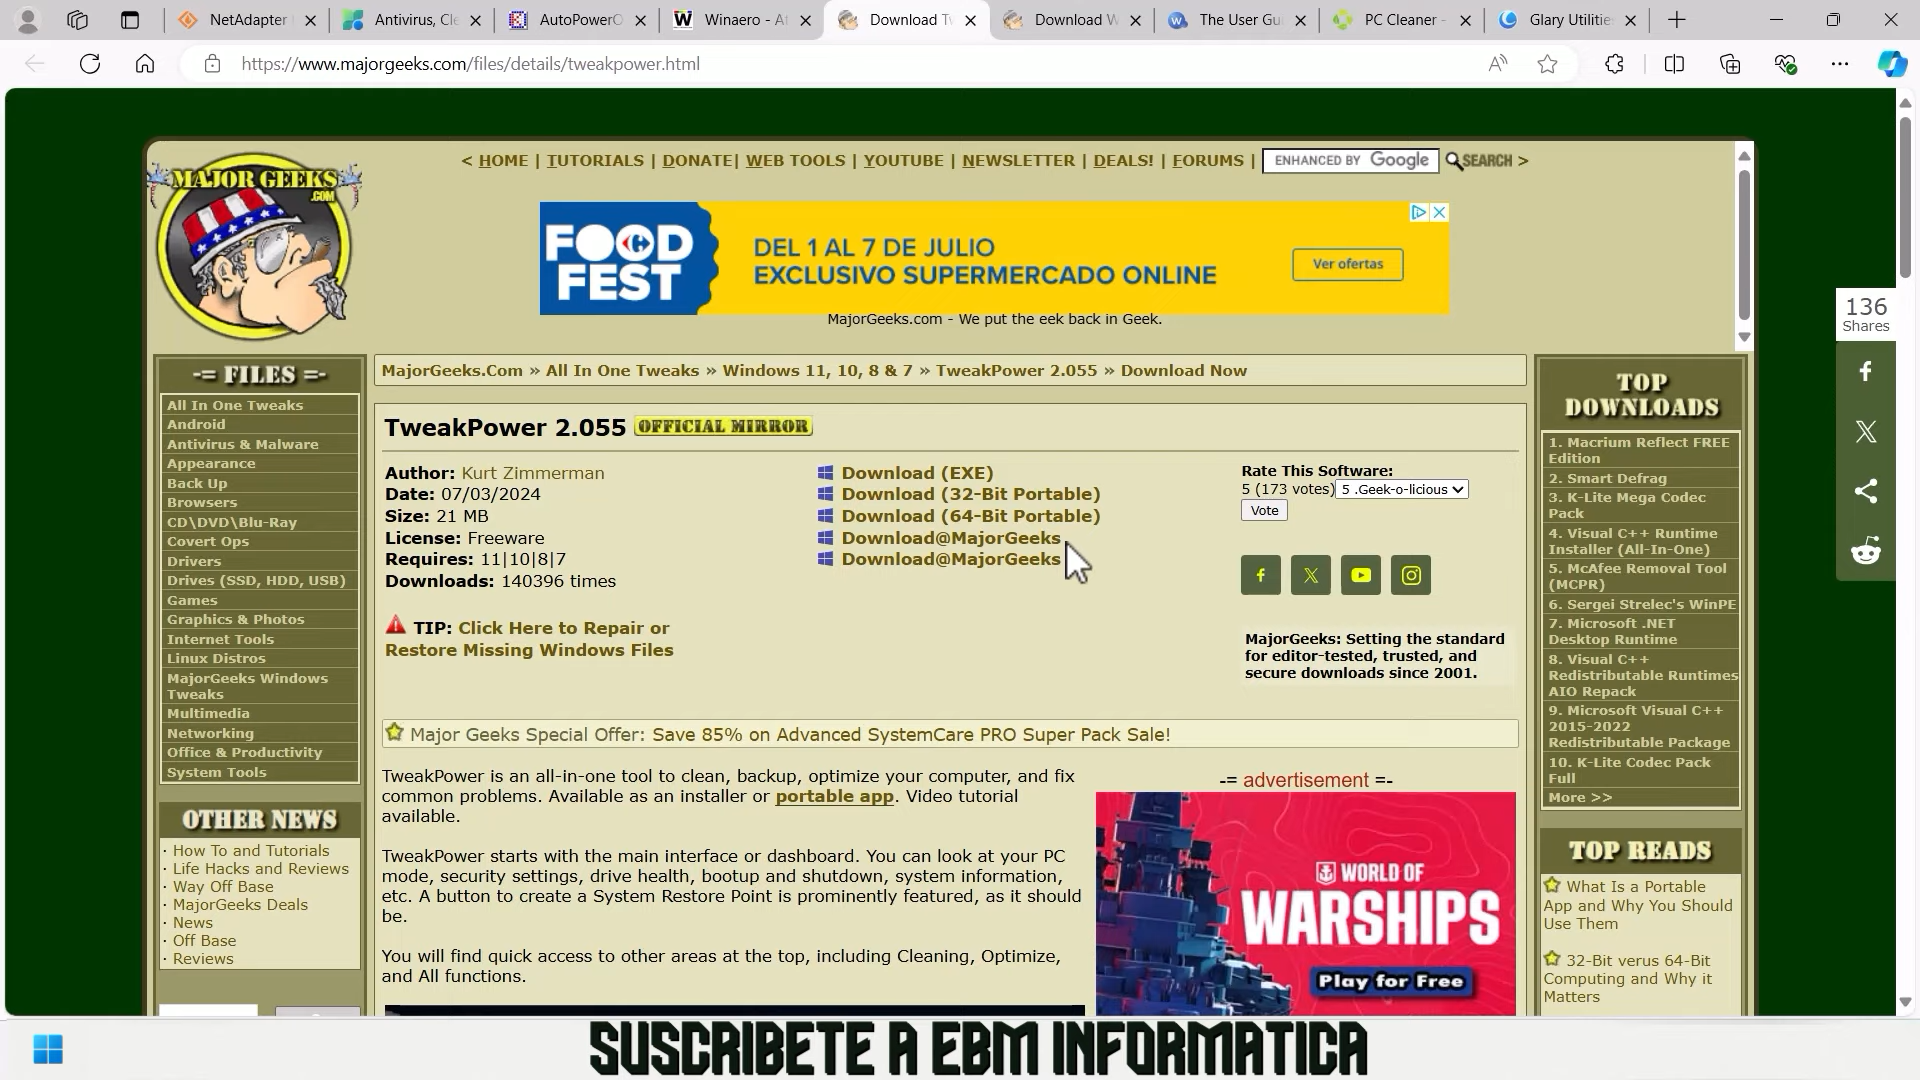 NetAdapter
Antivirus, Cle
AutoPowerO
Winaero - At
Download Tw
Download W
The User Gu
PC Cleaner -
Glary Utilities
https://www.majorgeeks.com/files/details/tweakpower.html
MAJOR GEEKS
.COM
< HOME | TUTORIALS | DONATE| WEB TOOLS | YOUTUBE | NEWSLETTER | DEALS! | FORUMS | ENHANCED BY Google SEARCH >
FOOD
FEST
DEL 1 AL 7 DE JULIO
EXCLUSIVO SUPERMERCADO ONLINE
Ver ofertas
MajorGeeks.com - We put the eek back in Geek.
136
Shares
-= FILES =-
All In One Tweaks
Android
Antivirus & Malware
Appearance
Back Up
Browsers
CD\DVD\Blu-Ray
Covert Ops
Drivers
Drives (SSD, HDD, USB)
Games
Graphics & Photos
Internet Tools
Linux Distros
MajorGeeks Windows
Tweaks
Multimedia
Networking
Office & Productivity
System Tools
OTHER NEWS
· How To and Tutorials
· Life Hacks and Reviews
· Way Off Base
· MajorGeeks Deals
· News
· Off Base
· Reviews
MajorGeeks.Com » All In One Tweaks » Windows 11, 10, 8 & 7 » TweakPower 2.055 » Download Now
TweakPower 2.055 OFFICIAL MIRROR
Author: Kurt Zimmerman
Date: 07/03/2024
Size: 21 MB
License: Freeware
Requires: 11|10|8|7
Downloads: 140396 times
TIP: Click Here to Repair or
Restore Missing Windows Files
Download (EXE)
Download (32-Bit Portable)
Download (64-Bit Portable)
Download@MajorGeeks
Download@MajorGeeks
Rate This Software:
5 (173 votes) 5 .Geek-o-licious
Vote
MajorGeeks: Setting the standard
for editor-tested, trusted, and
secure downloads since 2001.
Major Geeks Special Offer: Save 85% on Advanced SystemCare PRO Super Pack Sale!
TweakPower is an all-in-one tool to clean, backup, optimize your computer, and fix
common problems. Available as an installer or portable app. Video tutorial
available.
TweakPower starts with the main interface or dashboard. You can look at your PC
mode, security settings, drive health, bootup and shutdown, system information,
etc. A button to create a System Restore Point is prominently featured, as it should
be.
You will find quick access to other areas at the top, including Cleaning, Optimize,
and All functions.
-= advertisement =-
WORLD OF
WARSHIPS
Play for Free
TOP
DOWNLOADS
1. Macrium Reflect FREE
Edition
2. Smart Defrag
3. K-Lite Mega Codec
Pack
4. Visual C++ Runtime
Installer (All-In-One)
5. McAfee Removal Tool
(MCPR)
6. Sergei Strelec's WinPE
7. Microsoft .NET
Desktop Runtime
8. Visual C++
Redistributable Runtimes
AIO Repack
9. Microsoft Visual C++
2015-2022
Redistributable Package
10. K-Lite Codec Pack
Full
More >>
TOP READS
What Is a Portable
App and Why You Should
Use Them
32-Bit verus 64-Bit
Computing and Why it
Matters
SUSCRIBETE A EBM INFORMATICA